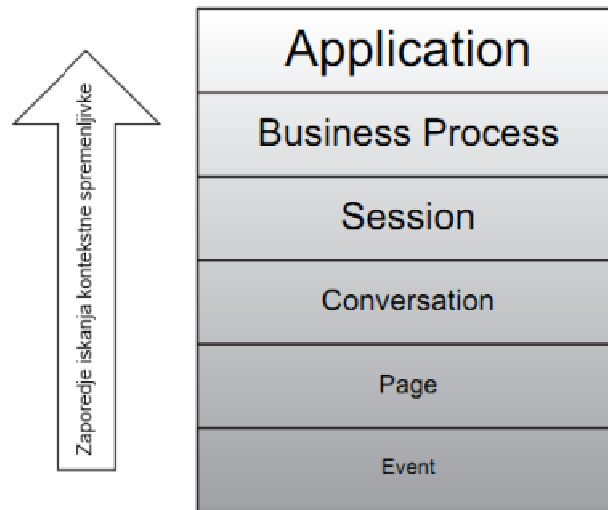 Zaporedje iskanja kontekstne spremenljivke
Application
Business Process
Session
Conversation
Page
Event